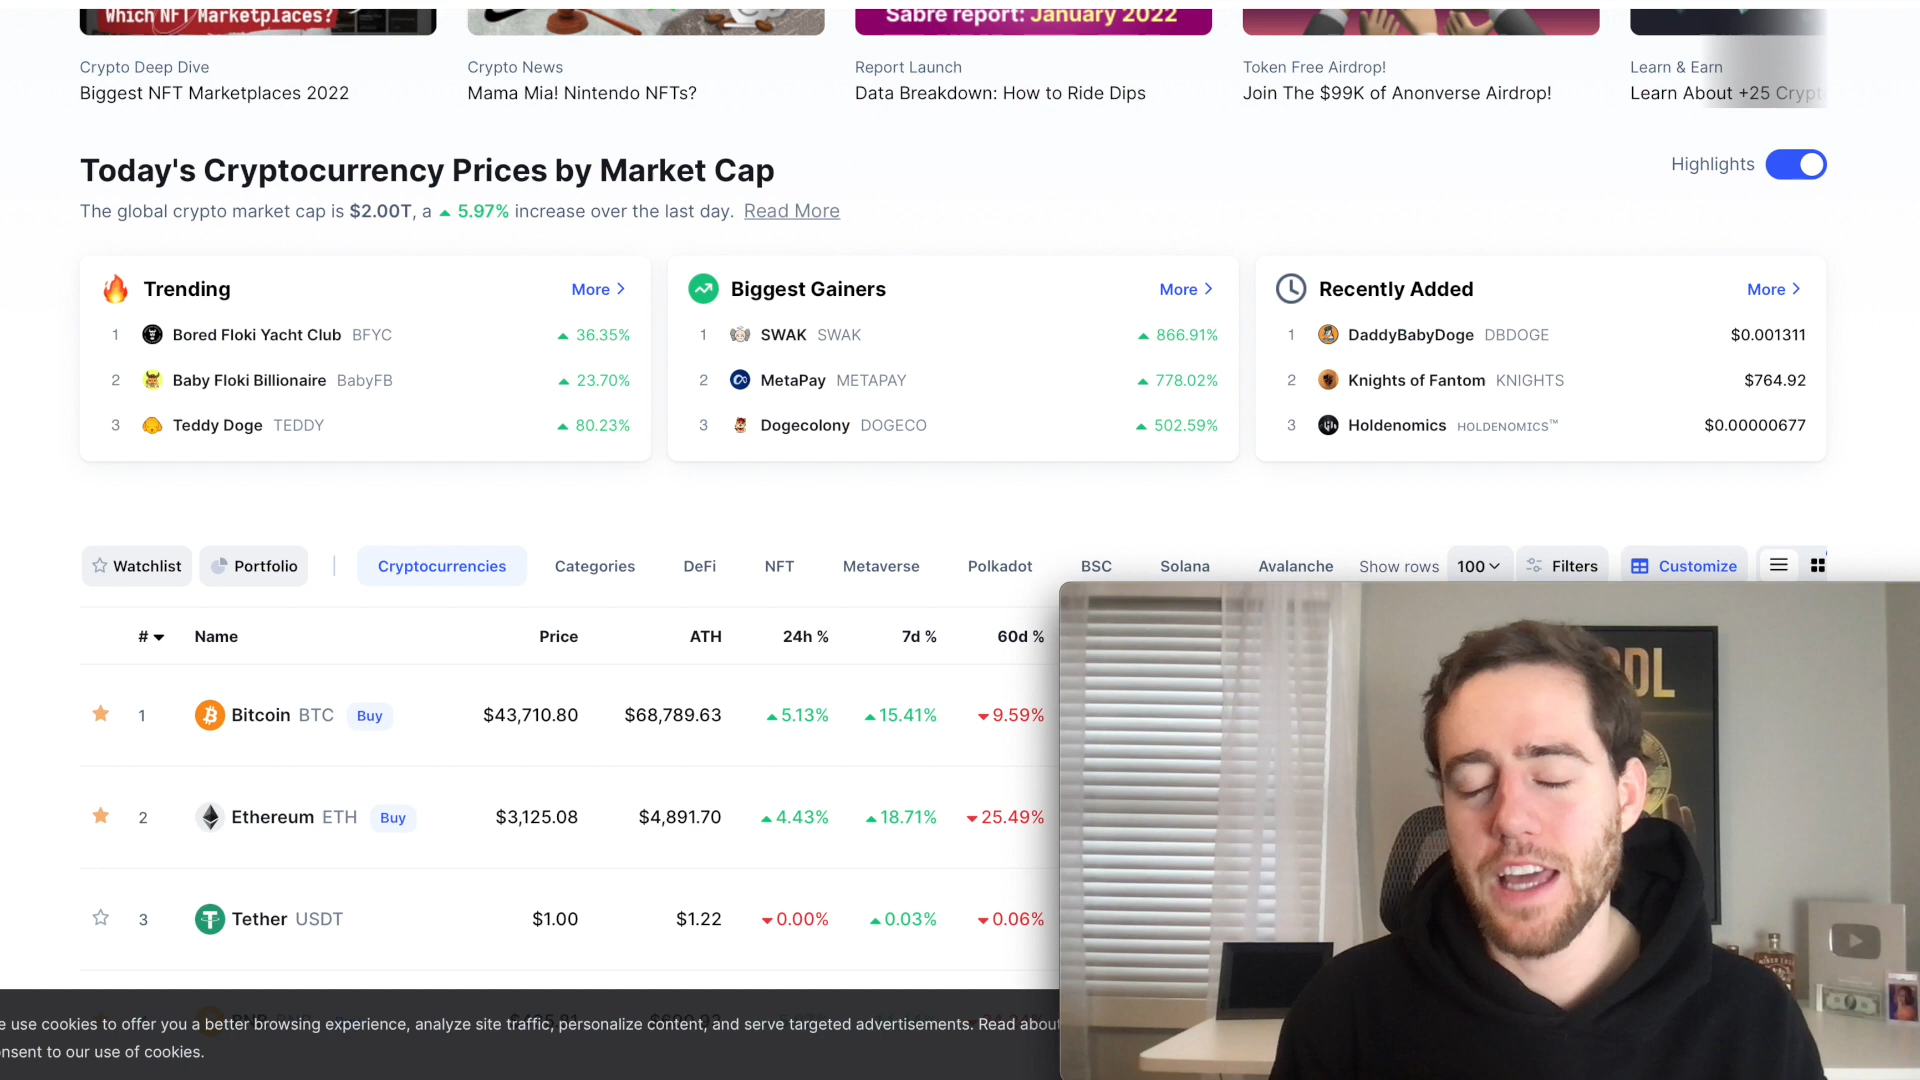 Which NFT Marketplaces?
Sabre report: January 2022
Crypto Deep Dive
Biggest NFT Marketplaces 2022
Crypto News
Mama Mia! Nintendo NFTs?
Report Launch
Data Breakdown: How to Ride Dips
Token Free Airdrop!
Join The $99K of Anonverse Airdrop!
Learn & Earn
Learn About +25 Crypt
Today's Cryptocurrency Prices by Market Cap
Highlights
The global crypto market cap is $2.00T, a 5.97% increase over the last day. Read More
Trending
More
1 Bored Floki Yacht Club BFYC 36.35%
2 Baby Floki Billionaire BabyFB 23.70%
3 Teddy Doge TEDDY 80.23%
Biggest Gainers
More
1 SWAK SWAK 866.91%
2 MetaPay METAPAY 778.02%
3 Dogecolony DOGECO 502.59%
Recently Added
More
1 DaddyBabyDoge DBDOGE $0.001311
2 Knights of Fantom KNIGHTS $764.92
3 Holdenomics HOLDENOMICS™ $0.00000677
Watchlist Portfolio Cryptocurrencies Categories DeFi NFT Metaverse Polkadot BSC Solana Avalanche Show rows 100 Filters Customize
# Name Price ATH 24h % 7d % 60d %
1 Bitcoin BTC Buy $43,710.80 $68,789.63 5.13% 15.41% 9.59%
2 Ethereum ETH Buy $3,125.08 $4,891.70 4.43% 18.71% 25.49%
3 Tether USDT $1.00 $1.22 0.00% 0.03% 0.06%
e use cookies to offer you a better browsing experience, analyze site traffic, personalize content, and serve targeted advertisements. Read about
nsent to our use of cookies.
DL